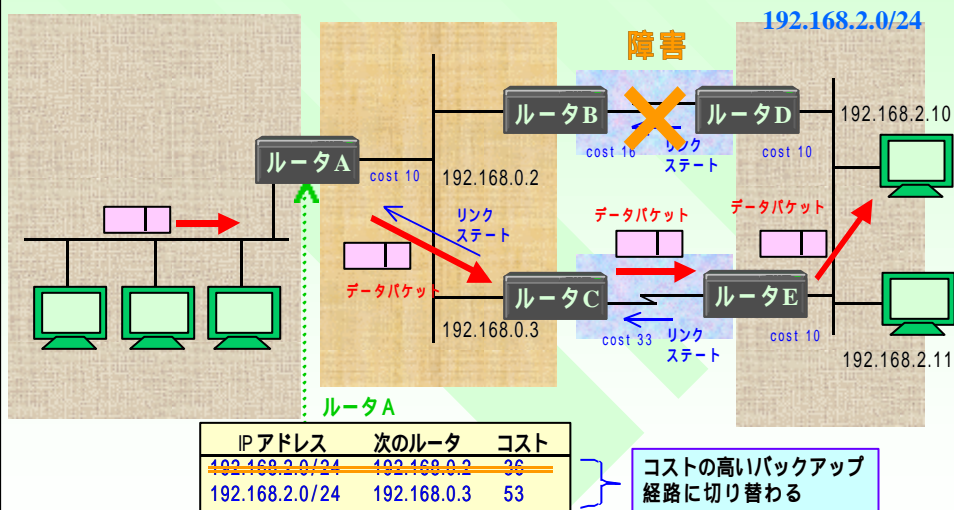 192.168.2.0/24
障害
ルータB
ルータD
192.168.2.10
cost 16
リンク
ステート
cost 10
ルータA
cost 10
192.168.0.2
リンク
ステート
データパケット
データパケット
データパケット
ルータC
ルータE
192.168.0.3
cost 33
リンク
ステート
cost 10
192.168.2.11
ルータA
IPアドレス 次のルータ コスト
192.168.2.0/24 192.168.0.2 36
192.168.2.0/24 192.168.0.3 53
コストの高いバックアップ
経路に切り替わる